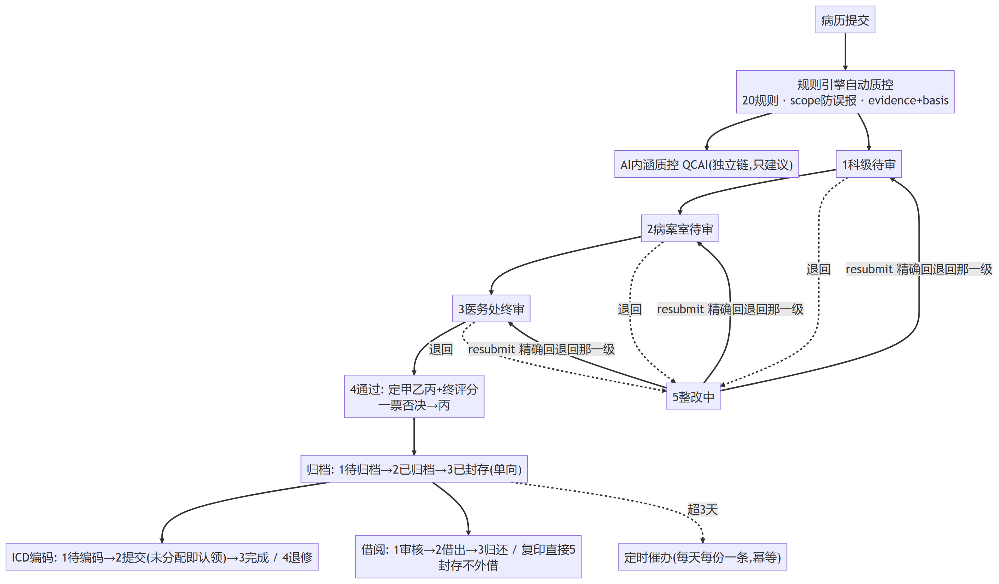 病历提交
规则引擎自动质控
20规则 · scope防误报 · evidence+basis
AI内涵质控 QCAI(独立链,只建议)
1科级待审
2病案室待审
退回
resubmit 精确回退回那一级
3医务处终审
退回
resubmit 精确回退回那一级
退回
resubmit 精确回退回那一级
4通过: 定甲乙丙+终评分
一票否决→丙
5整改中
归档: 1待归档→2已归档→3已封存(单向)
超3天
ICD编码: 1待编码→2提交(未分配即认领)→3完成 / 4退修
借阅: 1审核→2借出→3归还 / 复印直接5
封存不外借
定时催办(每天每份一条,幂等)